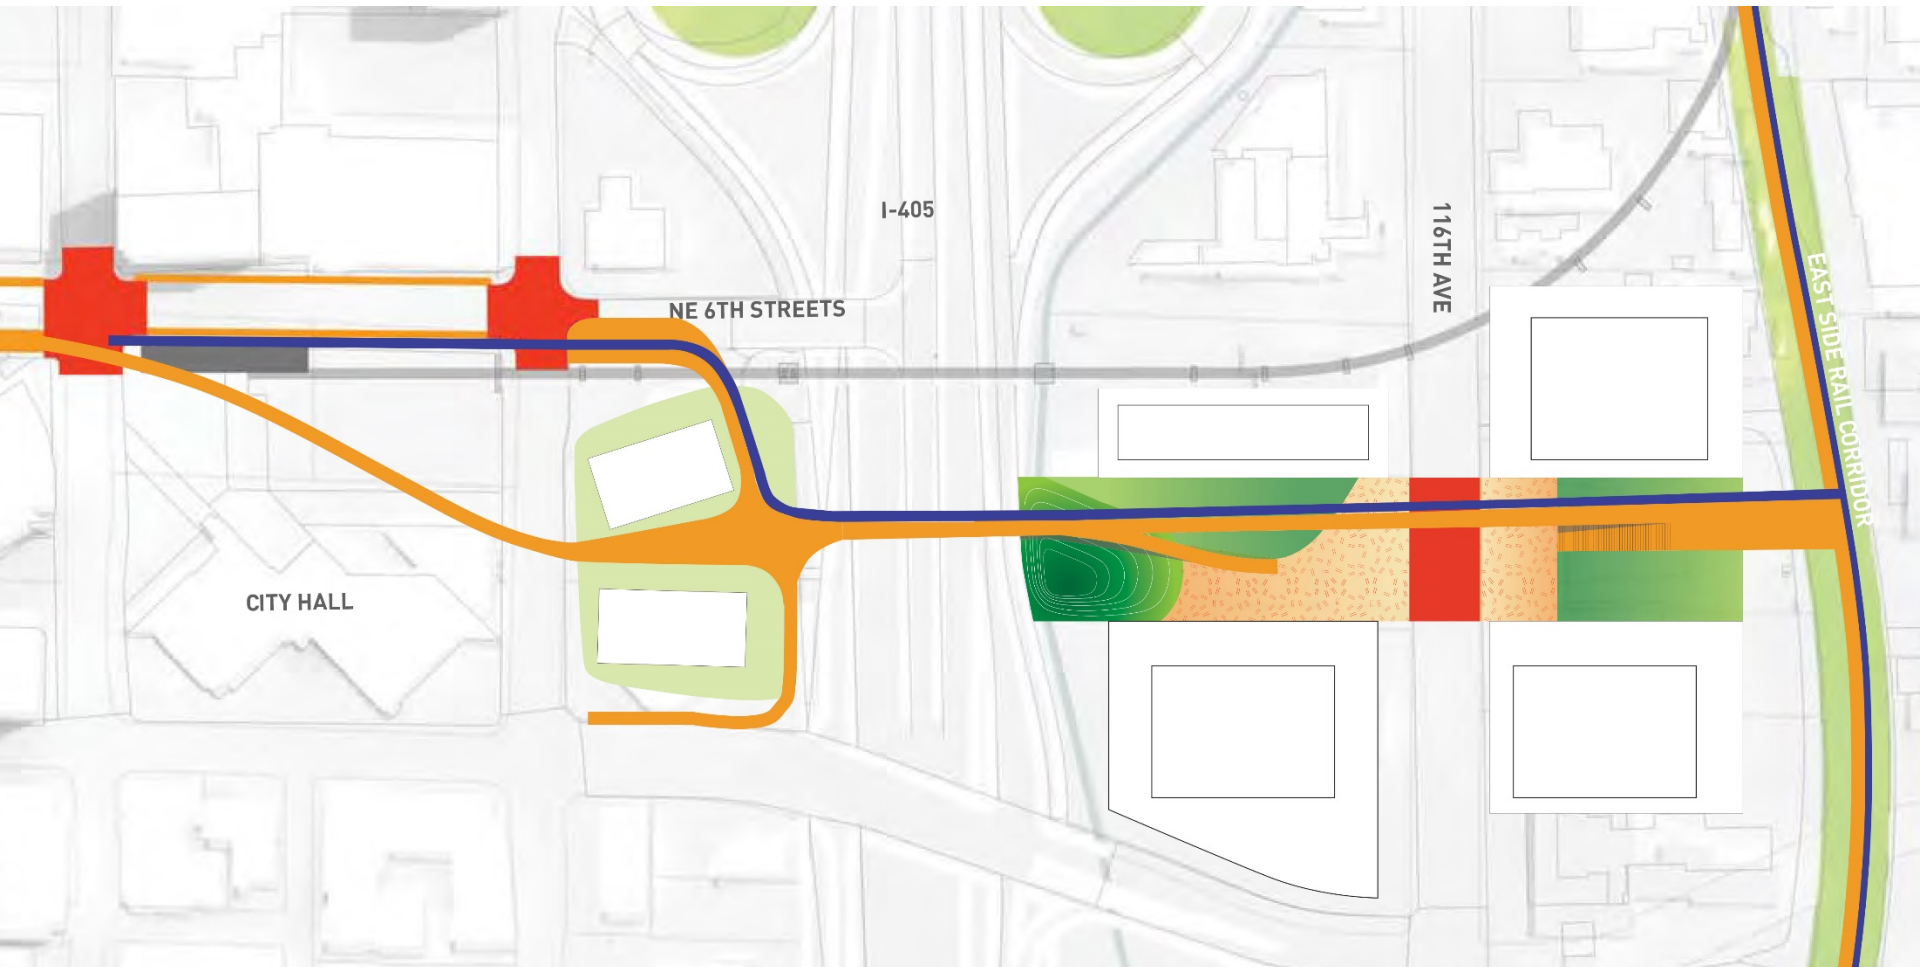 I-405
116TH AVE
NE 6TH STREETS
EAST SIDE RAIL CORRIDOR
CITY HALL